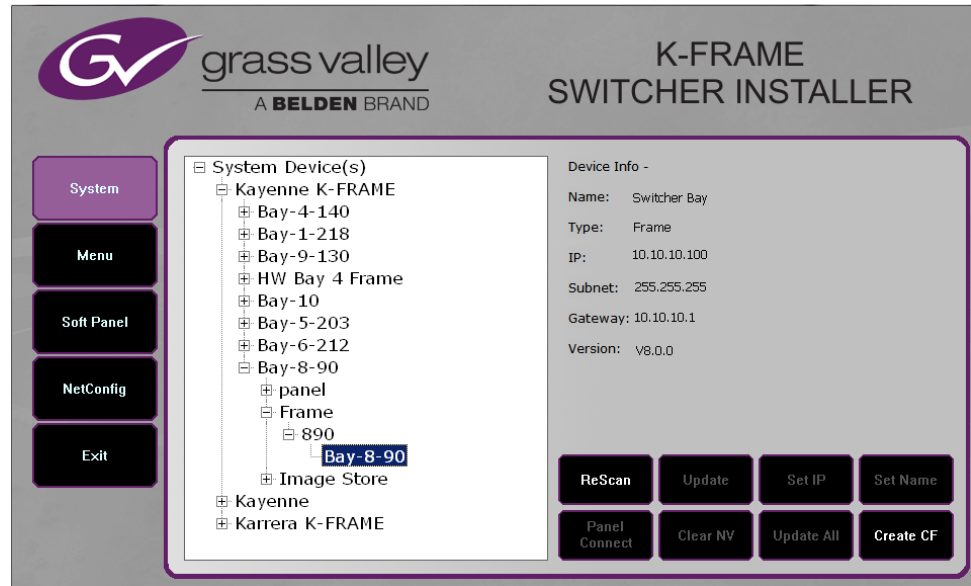 GV
grass valley
A BELDEN BRAND
K-FRAME
SWITCHER INSTALLER
System
Menu
Soft Panel
NetConfig
Exit
System Device(s)
Kayenne K-FRAME
Bay-4-140
Bay-1-218
Bay-9-130
HW Bay 4 Frame
Bay-10
Bay-5-203
Bay-6-212
Bay-8-90
panel
Frame
890
Bay-8-90
Image Store
Kayenne
Karrera K-FRAME
Device Info -
Name: Switcher Bay
Type: Frame
IP: 10.10.10.100
Subnet: 255.255.255
Gateway: 10.10.10.1
Version: V8.0.0
ReScan
Update
Set IP
Set Name
Panel
Connect
Clear NV
Update All
Create CF